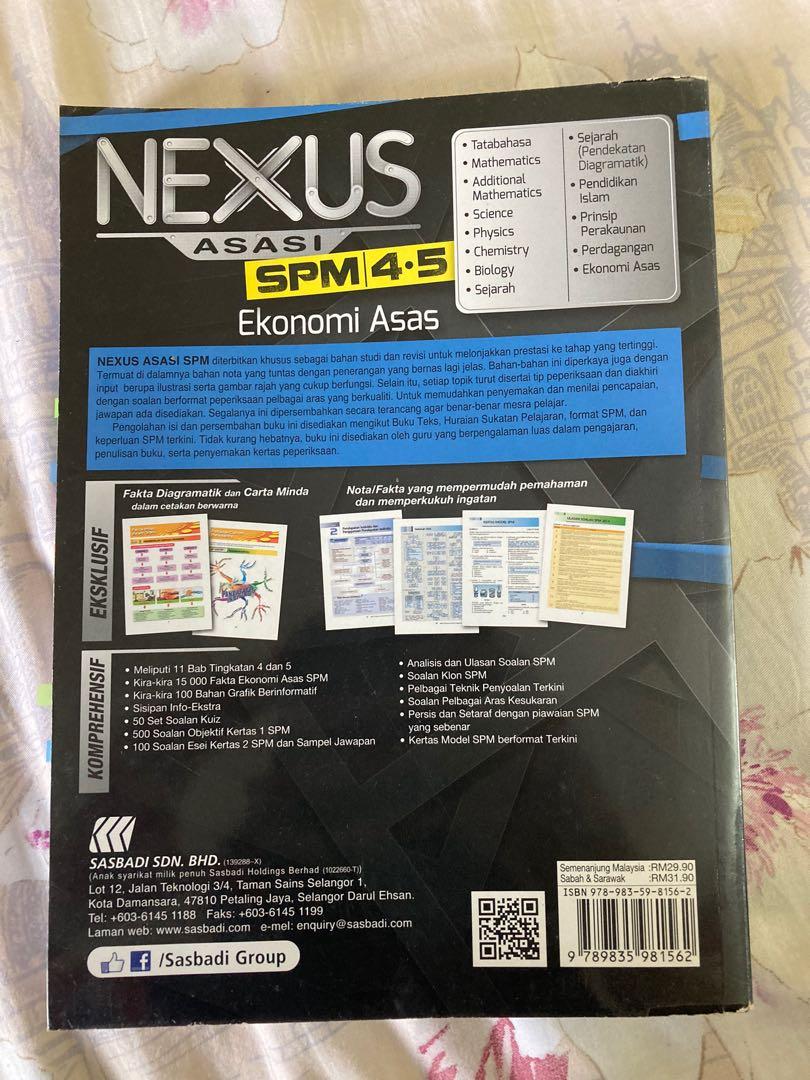 NEXUS
ASASI
SPM 4•5
Ekonomi Asas
• Tatabahasa
• Mathematics
• Additional
Mathematics
• Science
• Physics
• Chemistry
• Biology
• Sejarah
• Sejarah
(Pendekatan
Diagramatik)
• Pendidikan
Islam
• Prinsip
Perakaunan
• Perdagangan
• Ekonomi Asas
NEXUS ASASI SPM diterbitkan khusus sebagai bahan studi dan revisi untuk melonjakkan prestasi ke tahap yang tertinggi.
Termuat di dalamnya bahan nota yang tuntas dengan penerangan yang bernas lagi jelas. Bahan-bahan ini diperkaya juga dengan
input berupa ilustrasi serta gambar rajah yang cukup berfungsi. Selain itu, setiap topik turut disertai tip peperiksaan dan diakhiri
dengan soalan berformat peperiksaan pelbagai aras yang berkualiti. Untuk memudahkan penyemakan dan menilai pencapaian,
jawapan ada disediakan. Segalanya ini dipersembahkan secara terancang agar benar-benar mesra pelajar.
Pengolahan isi dan persembahan buku ini disediakan mengikut Buku Teks, Huraian Sukatan Pelajaran, format SPM, dan
keperluan SPM terkini. Tidak kurang hebatnya, buku ini disediakan oleh guru yang berpengalaman luas dalam pengajaran,
penulisan buku, serta penyemakan kertas peperiksaan.
EKSKLUSIF
Fakta Diagramatik dan Carta Minda
dalam cetakan berwarna
Nota/Fakta yang mempermudah pemahaman
dan memperkukuh ingatan
KOMPREHENSIF
• Meliputi 11 Bab Tingkatan 4 dan 5
• Kira-kira 15 000 Fakta Ekonomi Asas SPM
• Kira-kira 100 Bahan Grafik Berinformatif
• Sisipan Info-Ekstra
• 50 Set Soalan Kuiz
• 500 Soalan Objektif Kertas 1 SPM
• 100 Soalan Esei Kertas 2 SPM dan Sampel Jawapan
• Analisis dan Ulasan Soalan SPM
• Soalan Klon SPM
• Pelbagai Teknik Penyoalan Terkini
• Soalan Pelbagai Aras Kesukaran
• Persis dan Setaraf dengan piawaian SPM
yang sebenar
• Kertas Model SPM berformat Terkini
SASBADI SDN. BHD. (139288-X)
(Anak syarikat milik penuh Sasbadi Holdings Berhad (1022660-T))
Lot 12, Jalan Teknologi 3/4, Taman Sains Selangor 1,
Kota Damansara, 47810 Petaling Jaya, Selangor Darul Ehsan.
Tel: +603-6145 1188 Faks: +603-6145 1199
Laman web: www.sasbadi.com e-mel: enquiry@sasbadi.com
/Sasbadi Group
Semenanjung Malaysia :RM29.90
Sabah & Sarawak :RM31.90
ISBN 978-983-59-8156-2
9 789835 981562